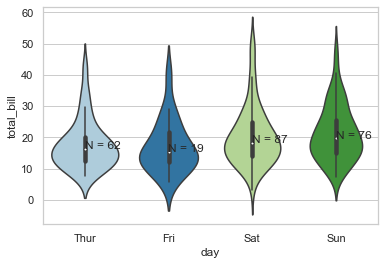 60
50
40
30
20
10
0
total_bill
N = 62
N = 19
N = 87
N = 76
Thur
Fri
Sat
Sun
day